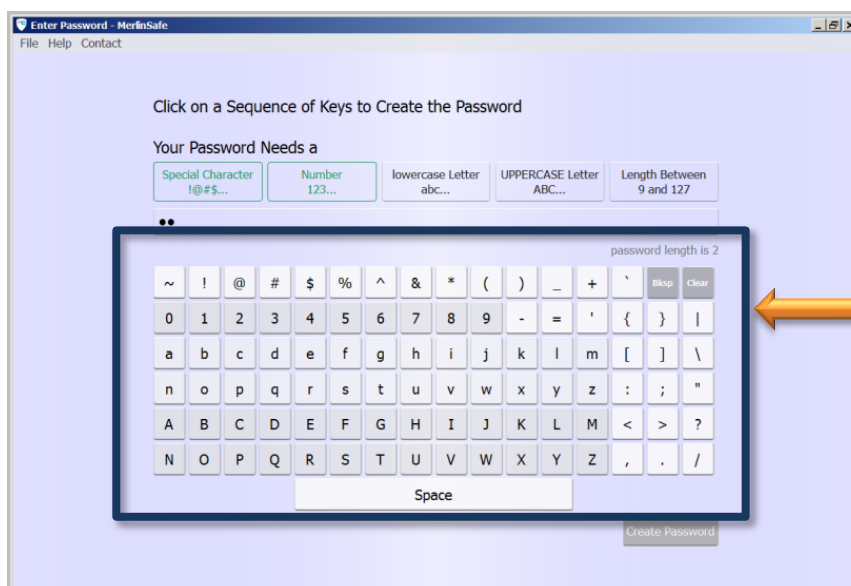 Enter Password - MerlinSafe
File Help Contact
Click on a Sequence of Keys to Create the Password
Your Password Needs a
Special Character Number lowercase Letter UPPERCASE Letter Length Between
!@#$... 123... abc... ABC... 9 and 127
••
password length is 2
~ ! @ # $ % ^ & * ( ) _ + ` Bksp Clear
0 1 2 3 4 5 6 7 8 9 - = ' { } |
a b c d e f g h i j k l m [ ] \
n o p q r s t u v w x y z : ; "
A B C D E F G H I J K L M < > ?
N O P Q R S T U V W X Y Z , . /
Space
Create Password